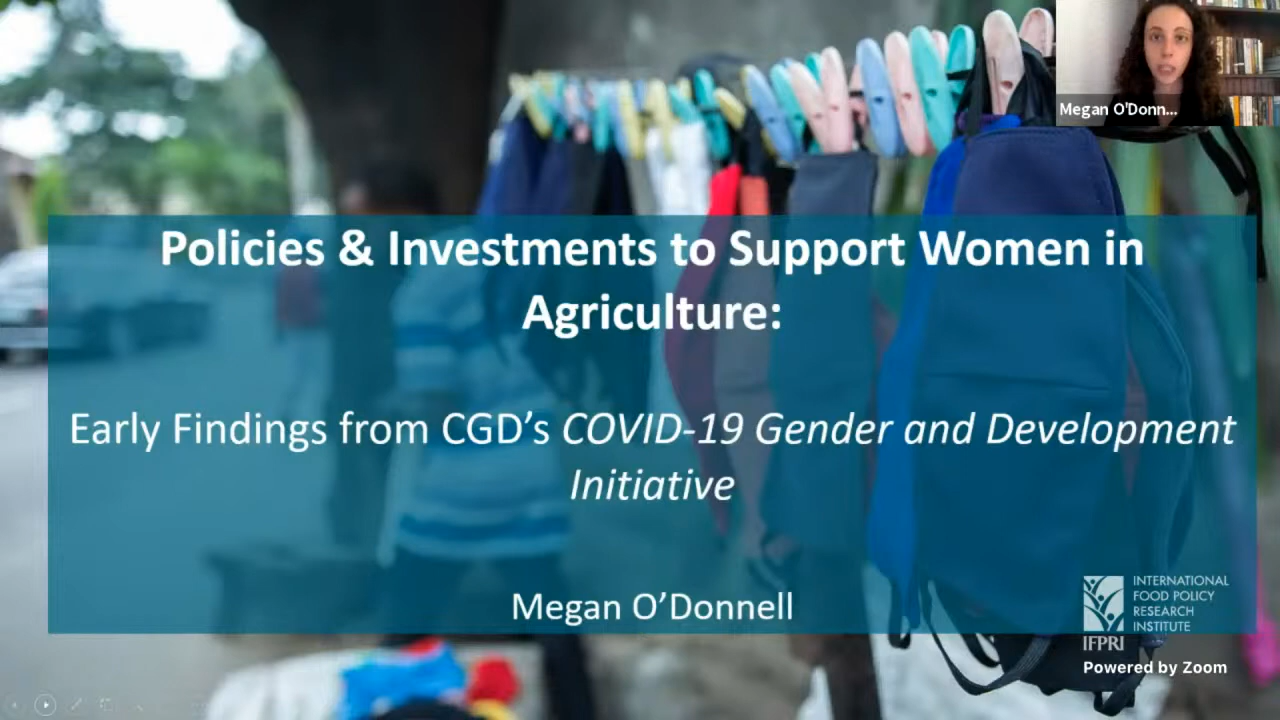 Megan O'Donn...
Policies & Investments to Support Women in
Agriculture:
Early Findings from CGD’s COVID-19 Gender and Development
Initiative
Megan O’Donnell
INTERNATIONAL
FOOD POLICY
RESEARCH
INSTITUTE
IFPRI
Powered by Zoom